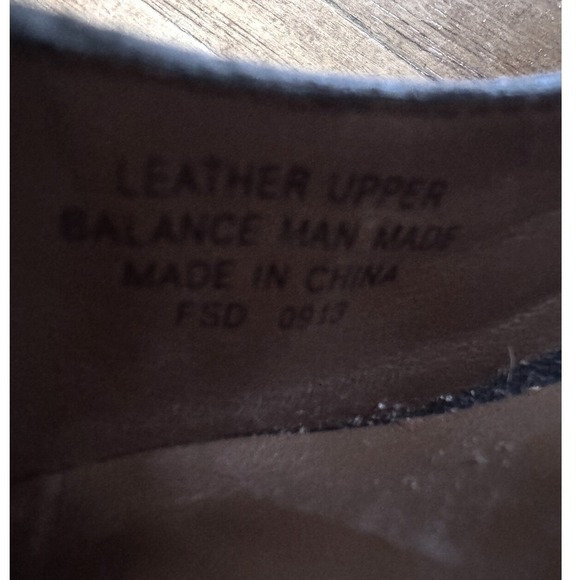 LEATHER UPPER
BALANCE MAN MADE
MADE IN CHINA
FSD 0913